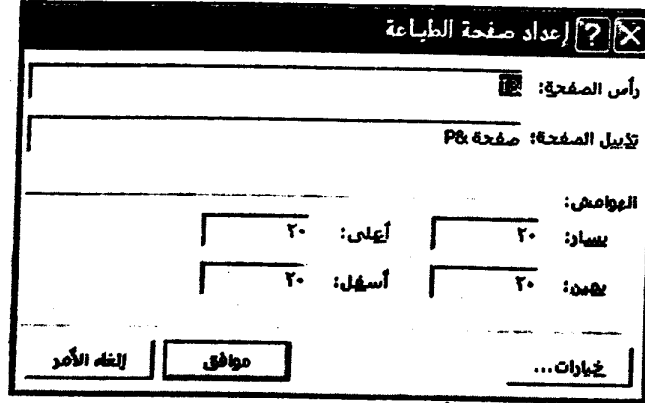 إعداد صفحة الطباعة
رأس الصفحة:
تذييل الصفحة: صفحة &P
الهوامش:
يسار: ٢٠ أعلى: ٢٠
يمين: ٢٠ أسفل: ٢٠
خيارات... موافق إلغاء الأمر